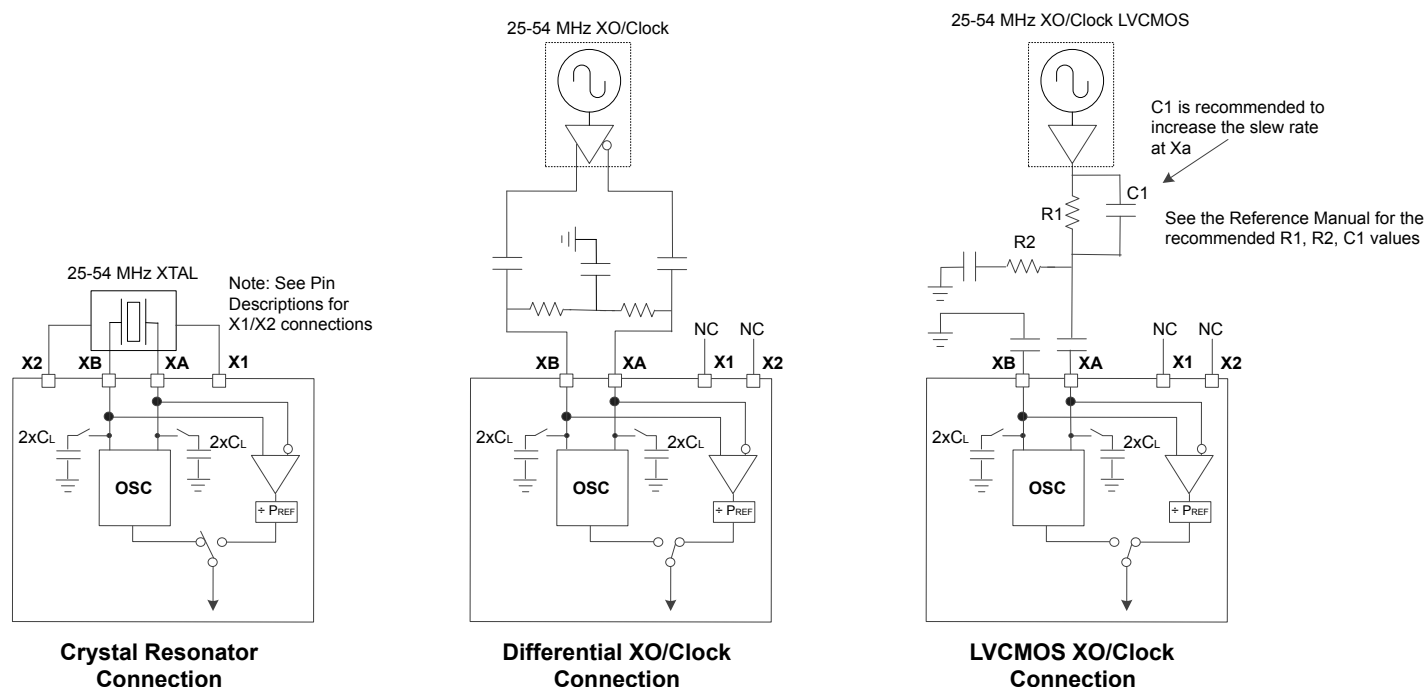 25-54 MHz XTAL
Note: See Pin
Descriptions for
X1/X2 connections
X2 XB XA X1
2xCL 2xCL
OSC
÷ PREF
Crystal Resonator
Connection
25-54 MHz XO/Clock
NC NC
XB XA X1 X2
2xCL 2xCL
OSC
÷ PREF
Differential XO/Clock
Connection
25-54 MHz XO/Clock LVCMOS
C1 is recommended to
increase the slew rate
at Xa
C1
R1
See the Reference Manual for the
recommended R1, R2, C1 values
R2
NC NC
XB XA X1 X2
2xCL 2xCL
OSC
÷ PREF
LVCMOS XO/Clock
Connection